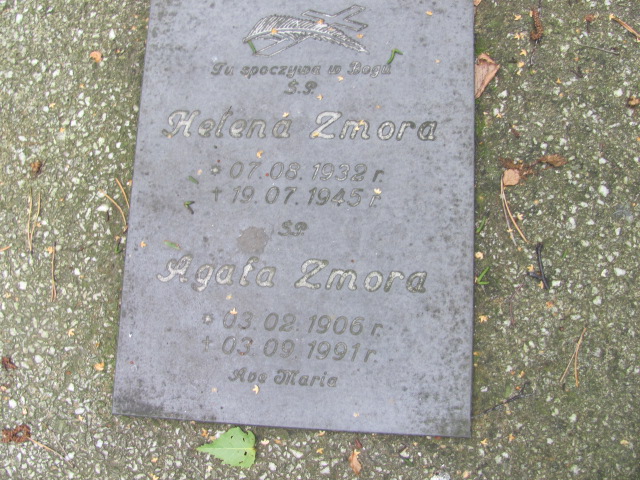 Tu spoczywa w Bogu
Ś.P.
Helena Zmora
* 07.08.1932 r.
† 19.07.1945 r.
Ś.P.
Agata Zmora
* 03.02.1906 r.
† 03.09.1991 r.
Ave Maria